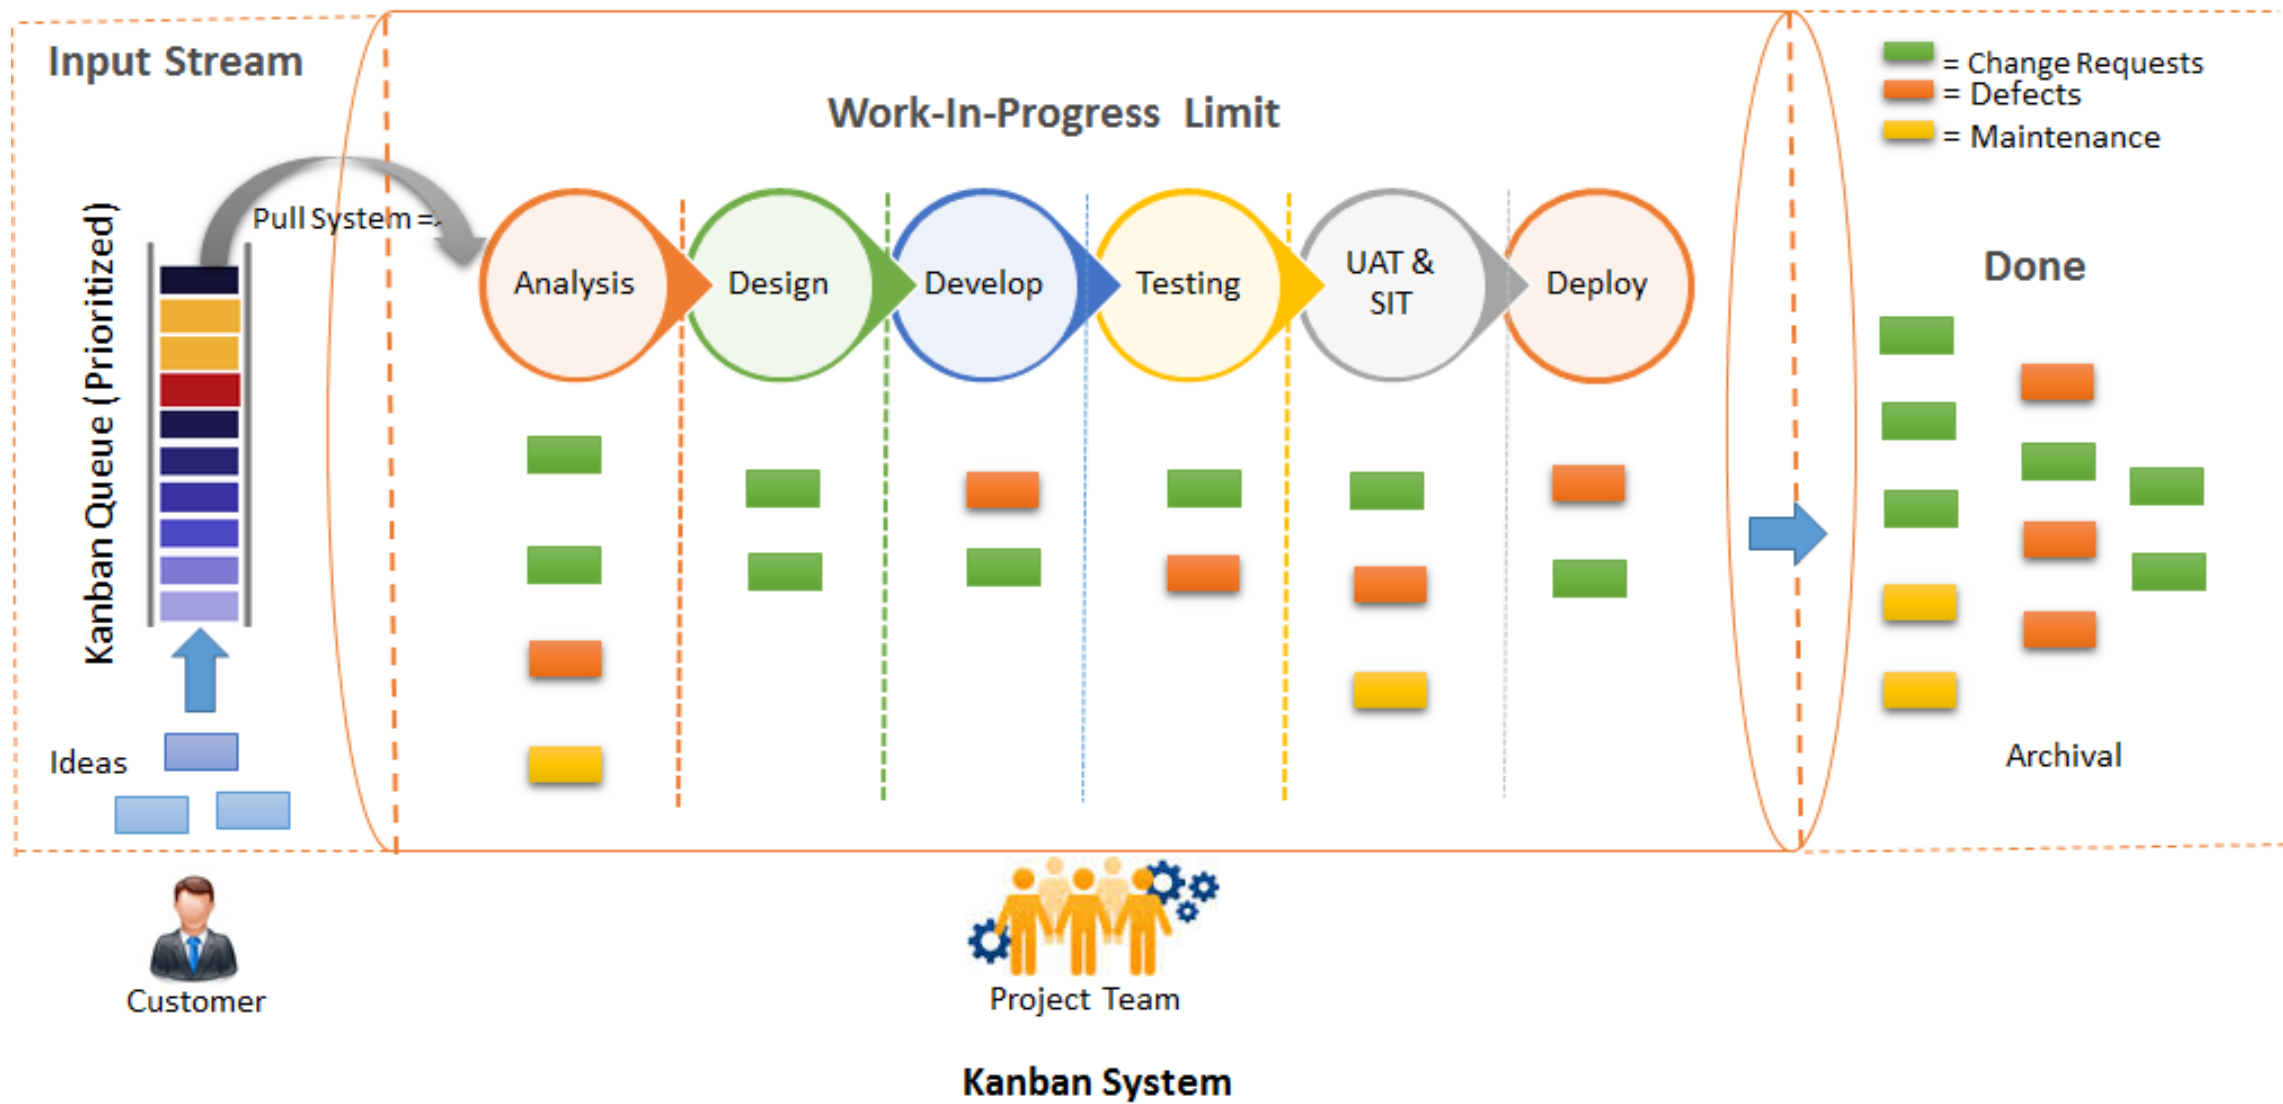 Input Stream
Work-In-Progress Limit
= Change Requests
= Defects
= Maintenance
Kanban Queue (Prioritized)
Pull System =>
Analysis
Design
Develop
Testing
UAT &
SIT
Deploy
Done
Ideas
Archival
Customer
Project Team
Kanban System